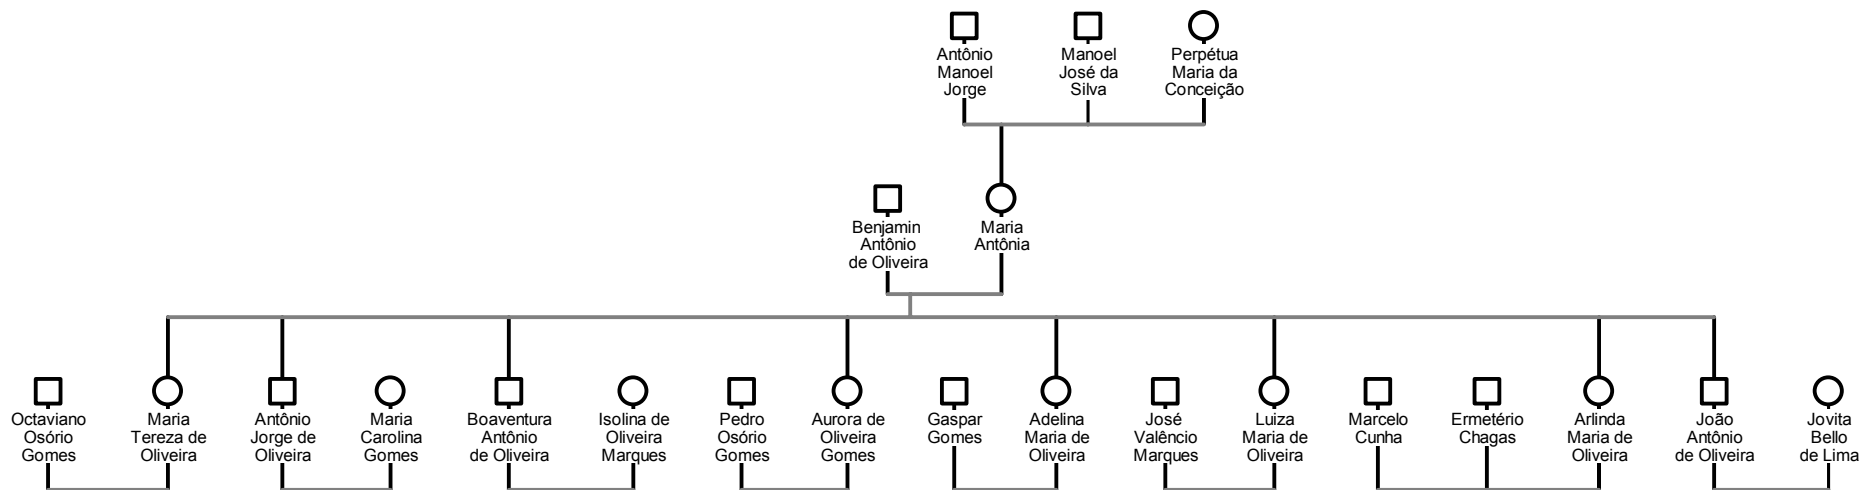 Antônio
Manoel
Jorge
Manoel
José da
Silva
Perpétua
Maria da
Conceição
Benjamin
Antônio
de Oliveira
Maria
Antônia
Octaviano
Osório
Gomes
Maria
Tereza de
Oliveira
Antônio
Jorge de
Oliveira
Maria
Carolina
Gomes
Boaventura
Antônio
de Oliveira
Isolina de
Oliveira
Marques
Pedro
Osório
Gomes
Aurora de
Oliveira
Gomes
Gaspar
Gomes
Adelina
Maria de
Oliveira
José
Valêncio
Marques
Luiza
Maria de
Oliveira
Marcelo
Cunha
Ermetério
Chagas
Arlinda
Maria de
Oliveira
João
Antônio
de Oliveira
Jovita
Bello
de Lima